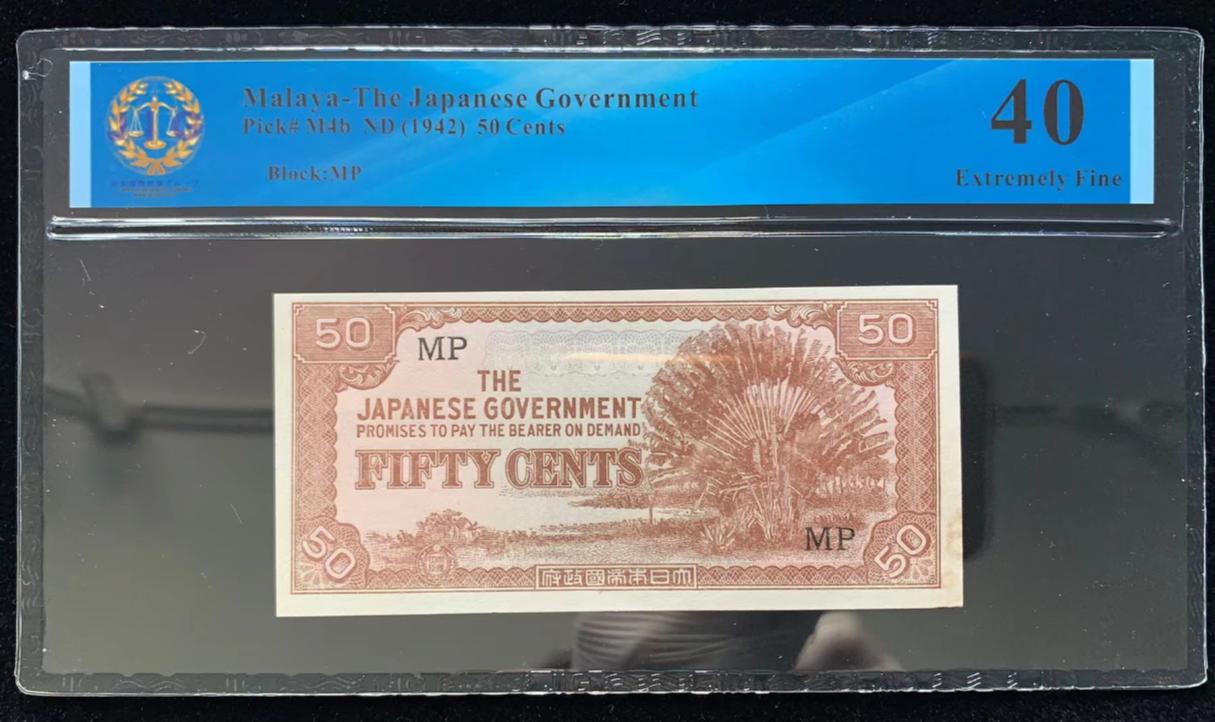 Malaya-The Japanese Government
Pick# M4b ND (1942) 50 Cents
Block:MP
40
Extremely Fine
50
50
MP
THE
JAPANESE GOVERNMENT
PROMISES TO PAY THE BEARER ON DEMAND
FIFTY CENTS
MP
50
50
府政國帝本日大